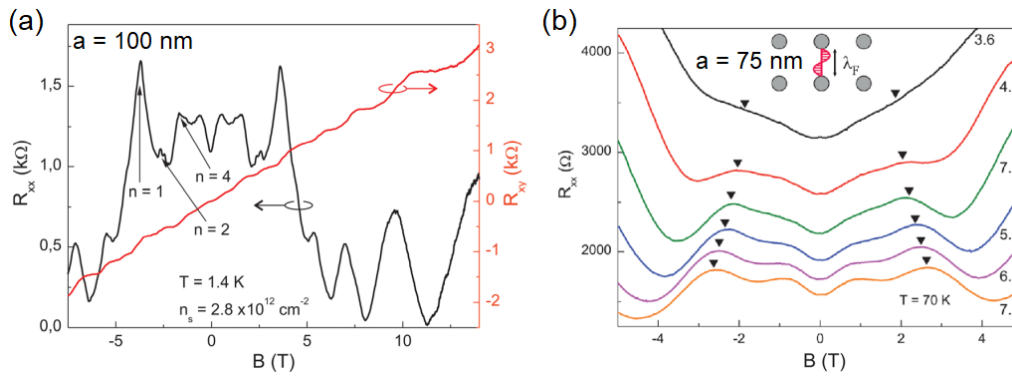 (a)
a = 100 nm
1,5
1,0
0,5
0,0
R_xx (kΩ)
n = 1
n = 2
n = 4
T = 1.4 K
n_s = 2.8 x10^12 cm^-2
-5
0
5
10
B (T)
3
2
1
0
-1
-2
R_xy (kΩ)
(b)
a = 75 nm
λ_F
4000
3000
2000
R_xx (Ω)
3.6
4.
7.
5.
6.
7.
T = 70 K
-4
-2
0
2
4
B (T)